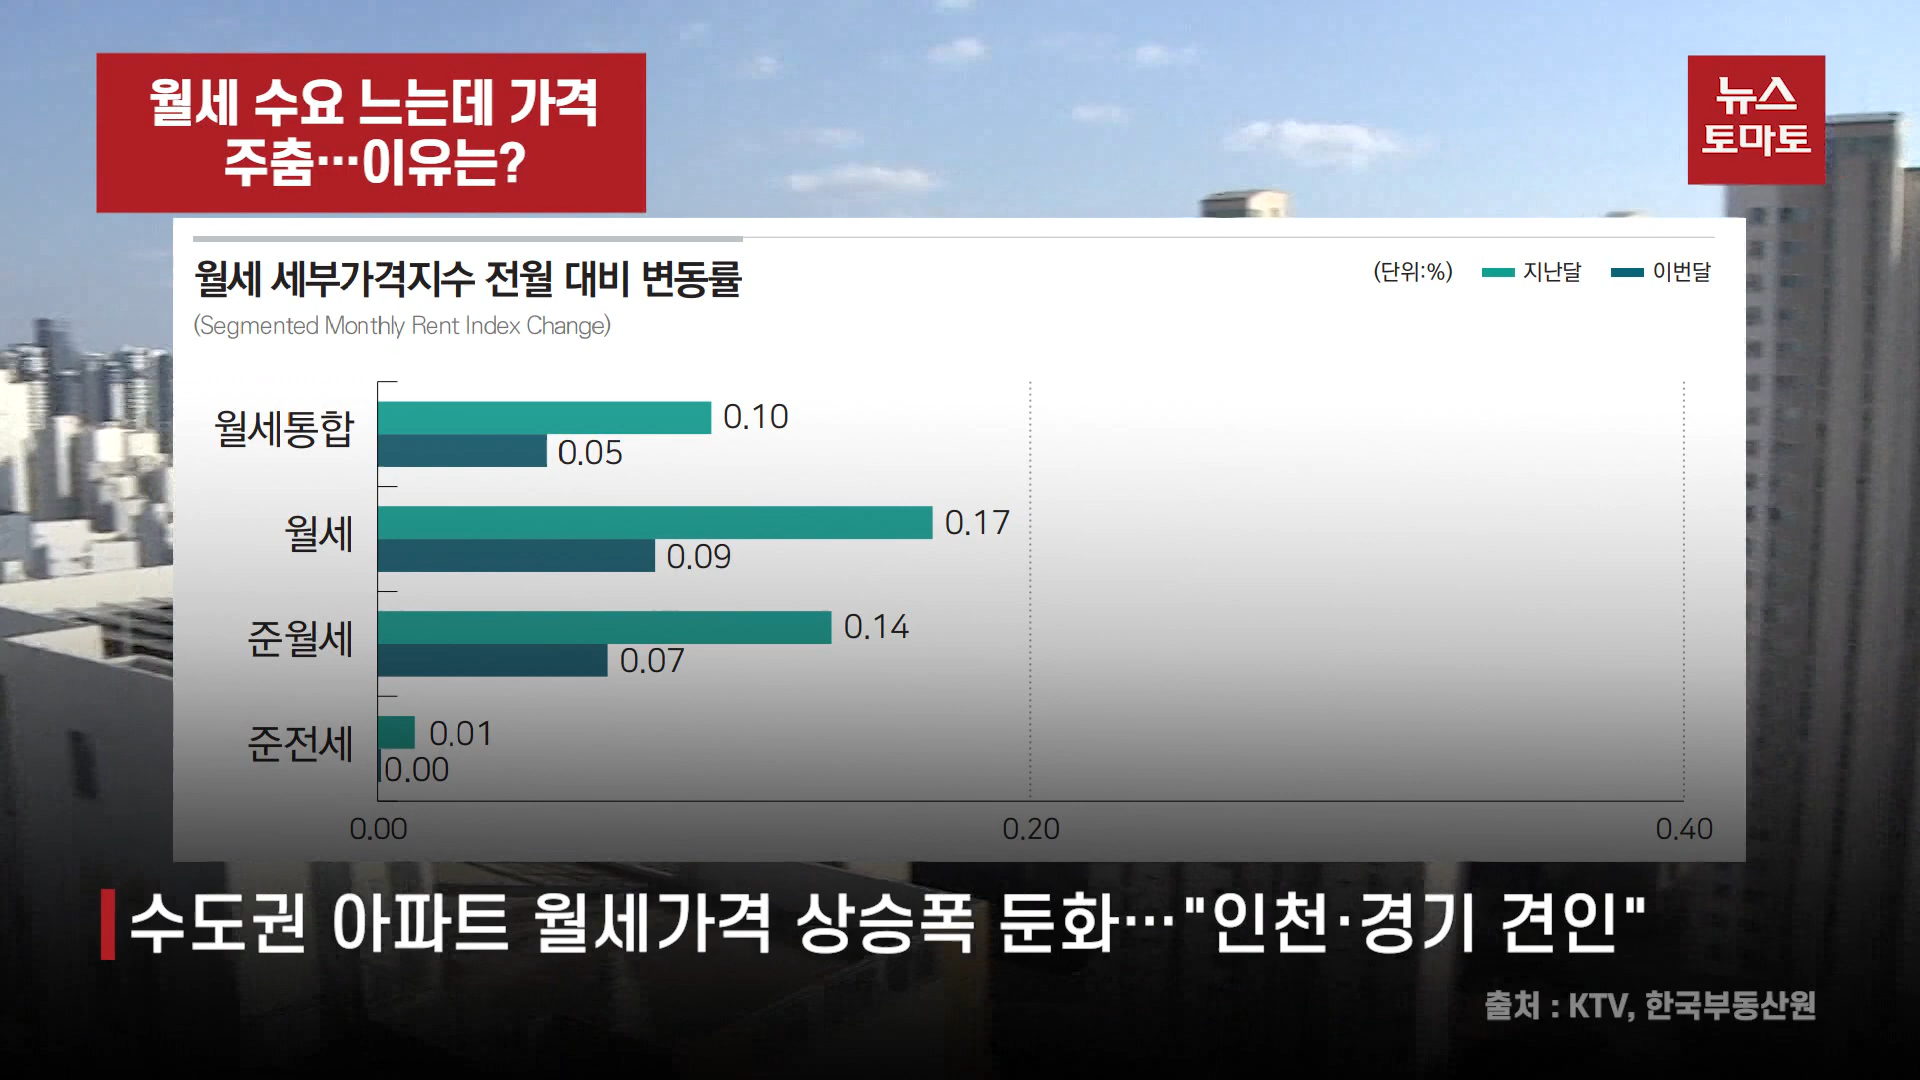 월세 수요 느는데 가격
주춤…이유는?
뉴스
토마토
월세 세부가격지수 전월 대비 변동률
(Segmented Monthly Rent Index Change)
(단위:%) 지난달 이번달
월세통합 0.10
0.05
월세 0.17
0.09
준월세 0.14
0.07
준전세 0.01
0.00
0.00 0.20 0.40
수도권 아파트 월세가격 상승폭 둔화…"인천·경기 견인"
출처 : KTV, 한국부동산원